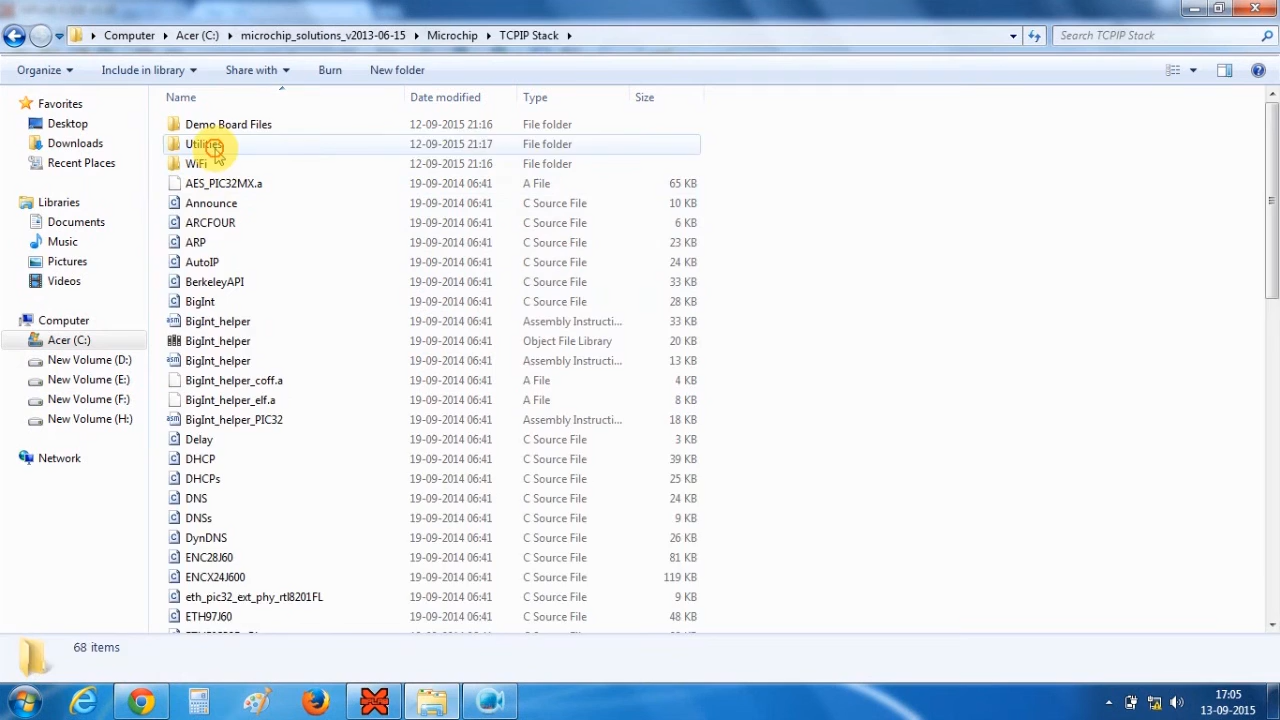 Computer ▸ Acer (C:) ▸ microchip_solutions_v2013-06-15 ▸ Microchip ▸ TCPIP Stack ▸
Search TCPIP Stack
Organize Include in library Share with Burn New folder
Name Date modified Type Size
Favorites
Desktop
Downloads
Recent Places
Libraries
Documents
Music
Pictures
Videos
Computer
Acer (C:)
New Volume (D:)
New Volume (E:)
New Volume (F:)
New Volume (H:)
Network
Demo Board Files 12-09-2015 21:16 File folder
Utilities 12-09-2015 21:17 File folder
WiFi 12-09-2015 21:16 File folder
AES_PIC32MX.a 19-09-2014 06:41 A File 65 KB
Announce 19-09-2014 06:41 C Source File 10 KB
ARCFOUR 19-09-2014 06:41 C Source File 6 KB
ARP 19-09-2014 06:41 C Source File 23 KB
AutoIP 19-09-2014 06:41 C Source File 24 KB
BerkeleyAPI 19-09-2014 06:41 C Source File 33 KB
BigInt 19-09-2014 06:41 C Source File 28 KB
BigInt_helper 19-09-2014 06:41 Assembly Instructi... 33 KB
BigInt_helper 19-09-2014 06:41 Object File Library 20 KB
BigInt_helper 19-09-2014 06:41 Assembly Instructi... 13 KB
BigInt_helper_coff.a 19-09-2014 06:41 A File 4 KB
BigInt_helper_elf.a 19-09-2014 06:41 A File 8 KB
BigInt_helper_PIC32 19-09-2014 06:41 Assembly Instructi... 18 KB
Delay 19-09-2014 06:41 C Source File 3 KB
DHCP 19-09-2014 06:41 C Source File 39 KB
DHCPs 19-09-2014 06:41 C Source File 24 KB
DNS 19-09-2014 06:41 C Source File 24 KB
DNSs 19-09-2014 06:41 C Source File 9 KB
DynDNS 19-09-2014 06:41 C Source File 26 KB
ENC28J60 19-09-2014 06:41 C Source File 81 KB
ENCX24J600 19-09-2014 06:41 C Source File 119 KB
eth_pic32_ext_phy_rtl8201FL 19-09-2014 06:41 C Source File 9 KB
ETH97J60 19-09-2014 06:41 C Source File 48 KB
68 items
17:05
13-09-2015